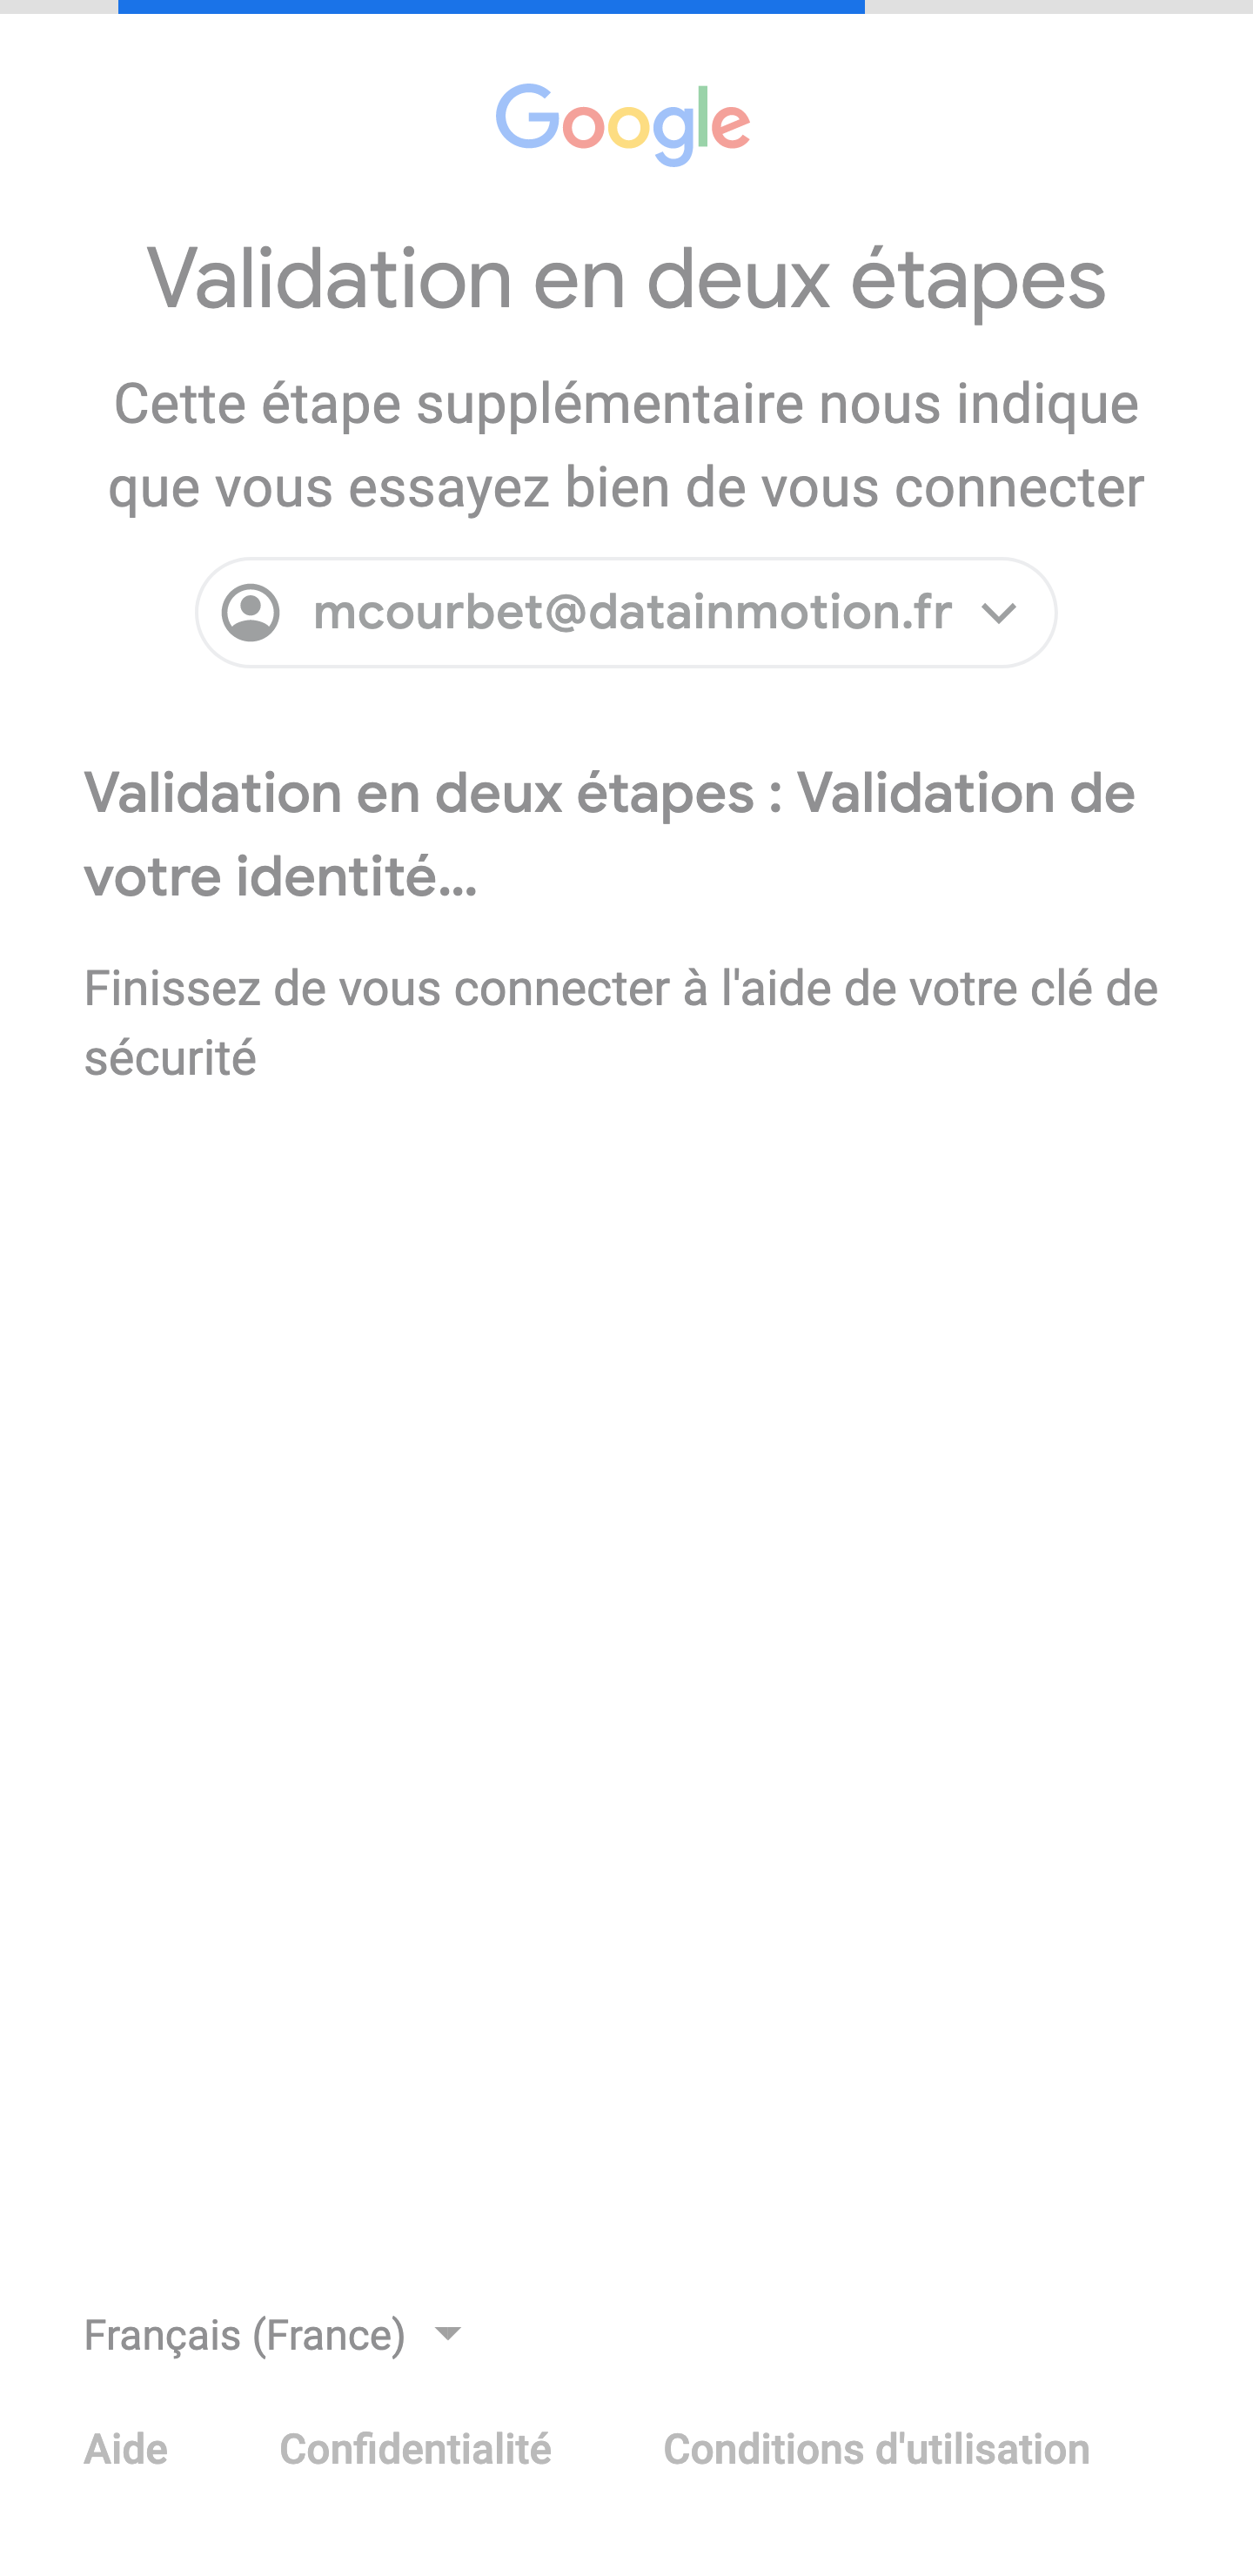 Google
Validation en deux étapes
Cette étape supplémentaire nous indique
que vous essayez bien de vous connecter
mcourbet@datainmotion.fr
Validation en deux étapes : Validation de
votre identité...
Finissez de vous connecter à l'aide de votre clé de
sécurité
Français (France)
Aide Confidentialité Conditions d'utilisation